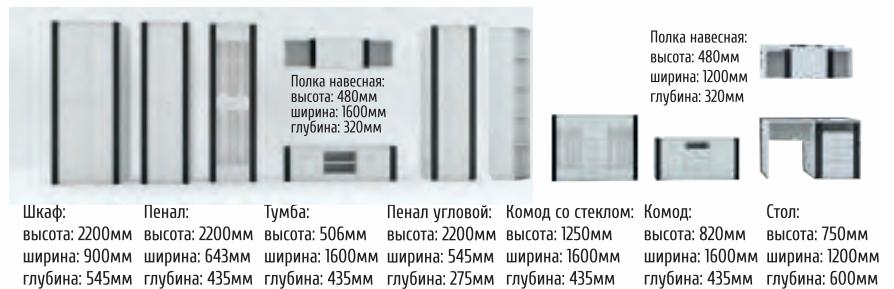 Полка навесная:
высота: 480мм
ширина: 1600мм
глубина: 320мм
Полка навесная:
высота: 480мм
ширина: 1200мм
глубина: 320мм
Шкаф:
высота: 2200мм
ширина: 900мм
глубина: 545мм
Пенал:
высота: 2200мм
ширина: 643мм
глубина: 435мм
Тумба:
высота: 506мм
ширина: 1600мм
глубина: 435мм
Пенал угловой:
высота: 2200мм
ширина: 545мм
глубина: 275мм
Комод со стеклом:
высота: 1250мм
ширина: 1600мм
глубина: 435мм
Комод:
высота: 820мм
ширина: 1600мм
глубина: 435мм
Стол:
высота: 750мм
ширина: 1200мм
глубина: 600мм